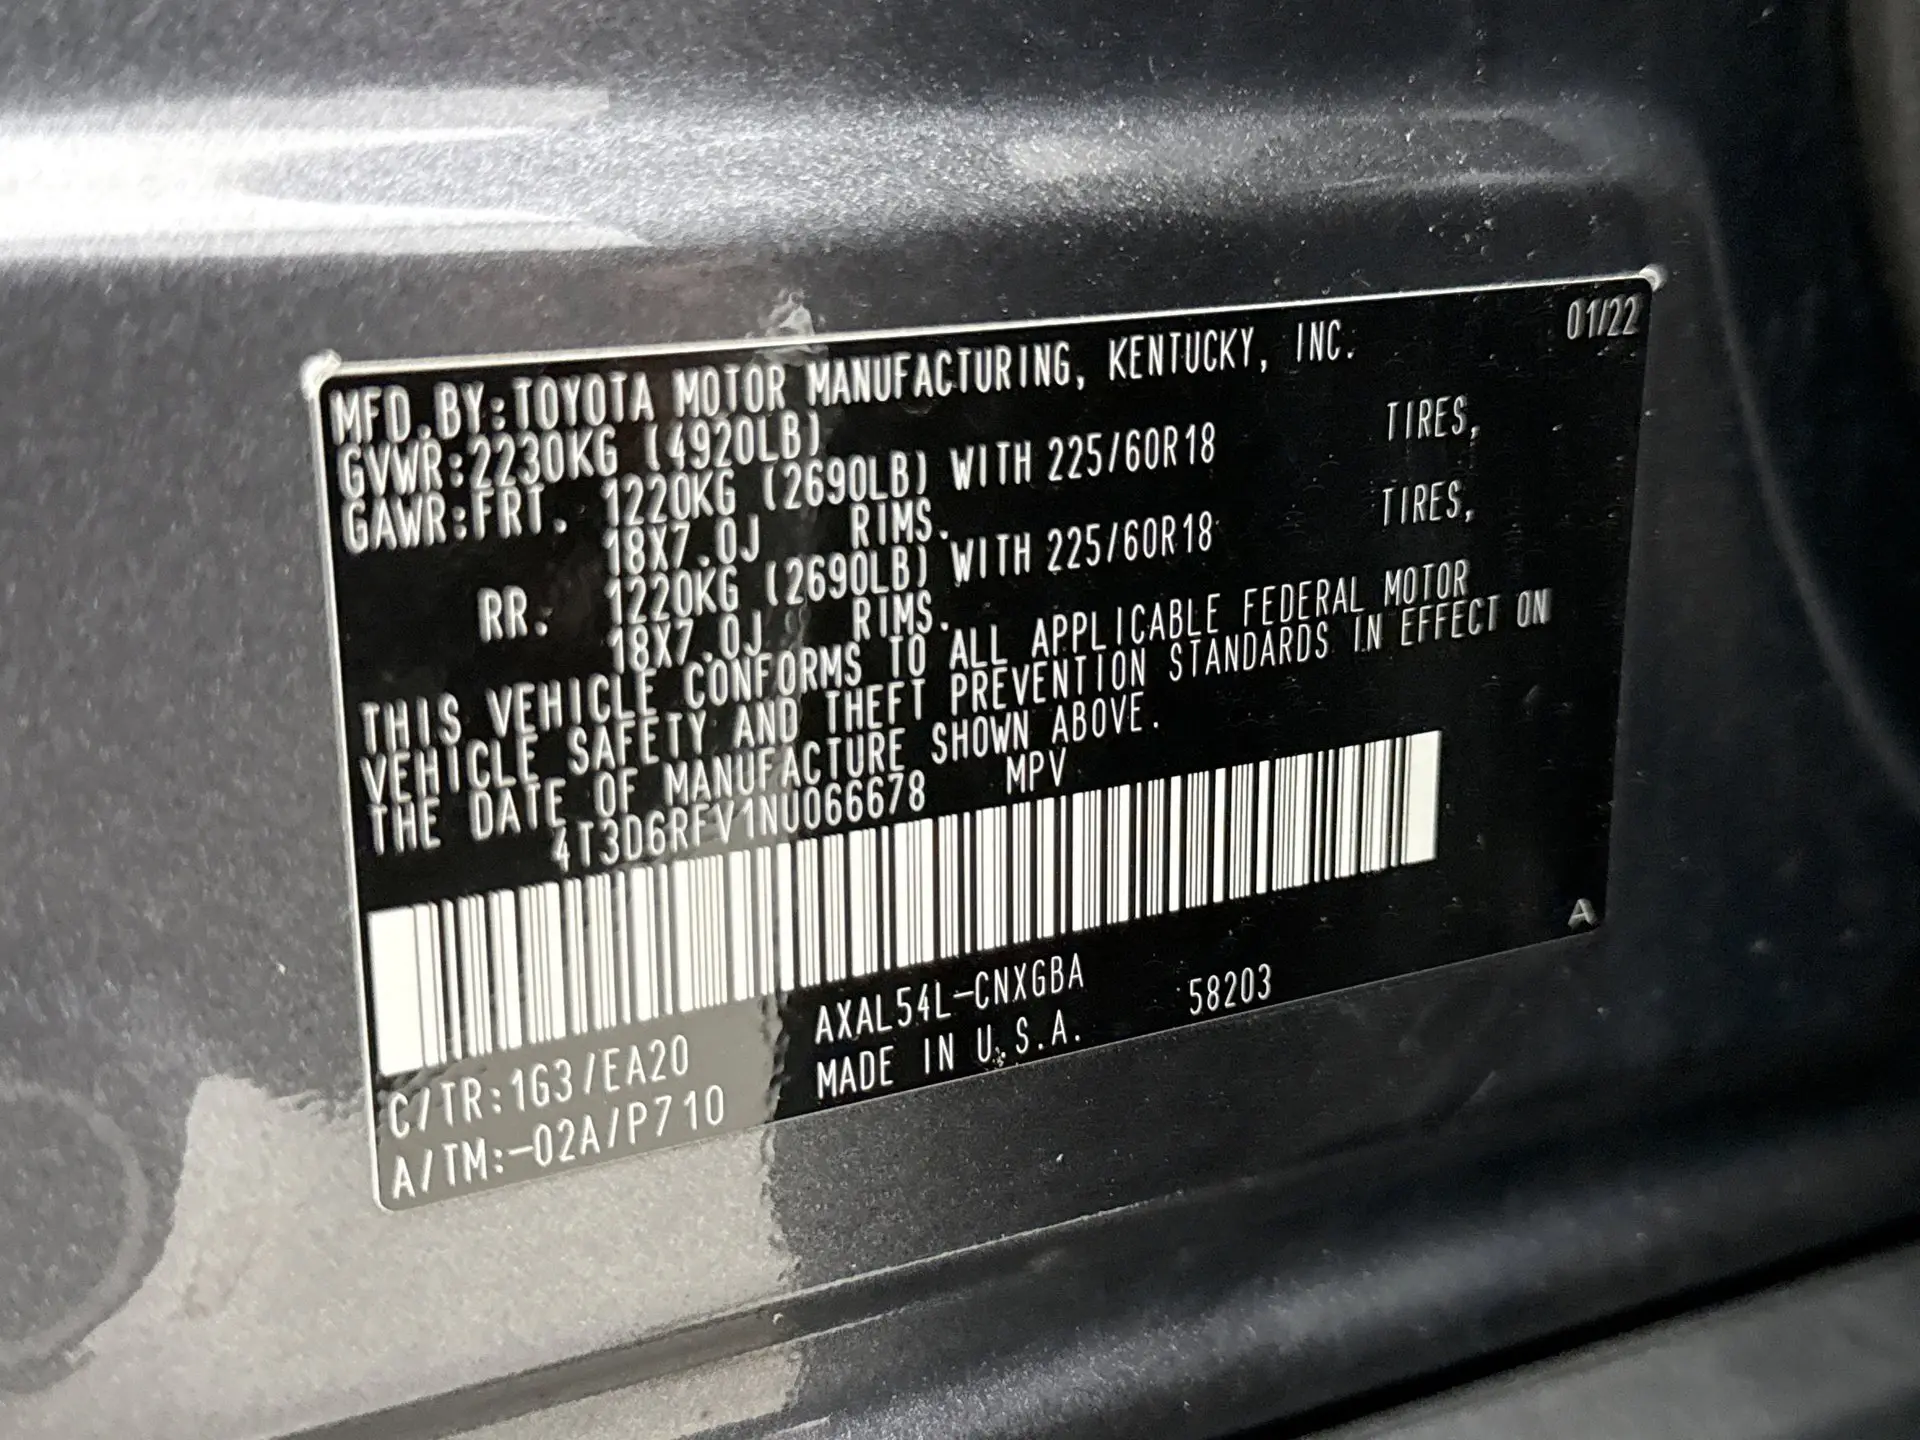 01/22
MFD.BY:TOYOTA MOTOR MANUFACTURING, KENTUCKY, INC.
GVWR:2230KG (4920LB)
GAWR:FRT. 1220KG (2690LB) WITH 225/60R18 TIRES,
18X7.0J RIMS.
RR. 1220KG (2690LB) WITH 225/60R18 TIRES,
18X7.0J RIMS.
THIS VEHICLE CONFORMS TO ALL APPLICABLE FEDERAL MOTOR
VEHICLE SAFETY AND THEFT PREVENTION STANDARDS IN EFFECT ON
THE DATE OF MANUFACTURE SHOWN ABOVE.
4T3D6RFV1NU066678 MPV
A
C/TR:1G3/EA20 AXAL54L-CNXGBA 58203
A/TM:-02A/P710 MADE IN U.S.A.